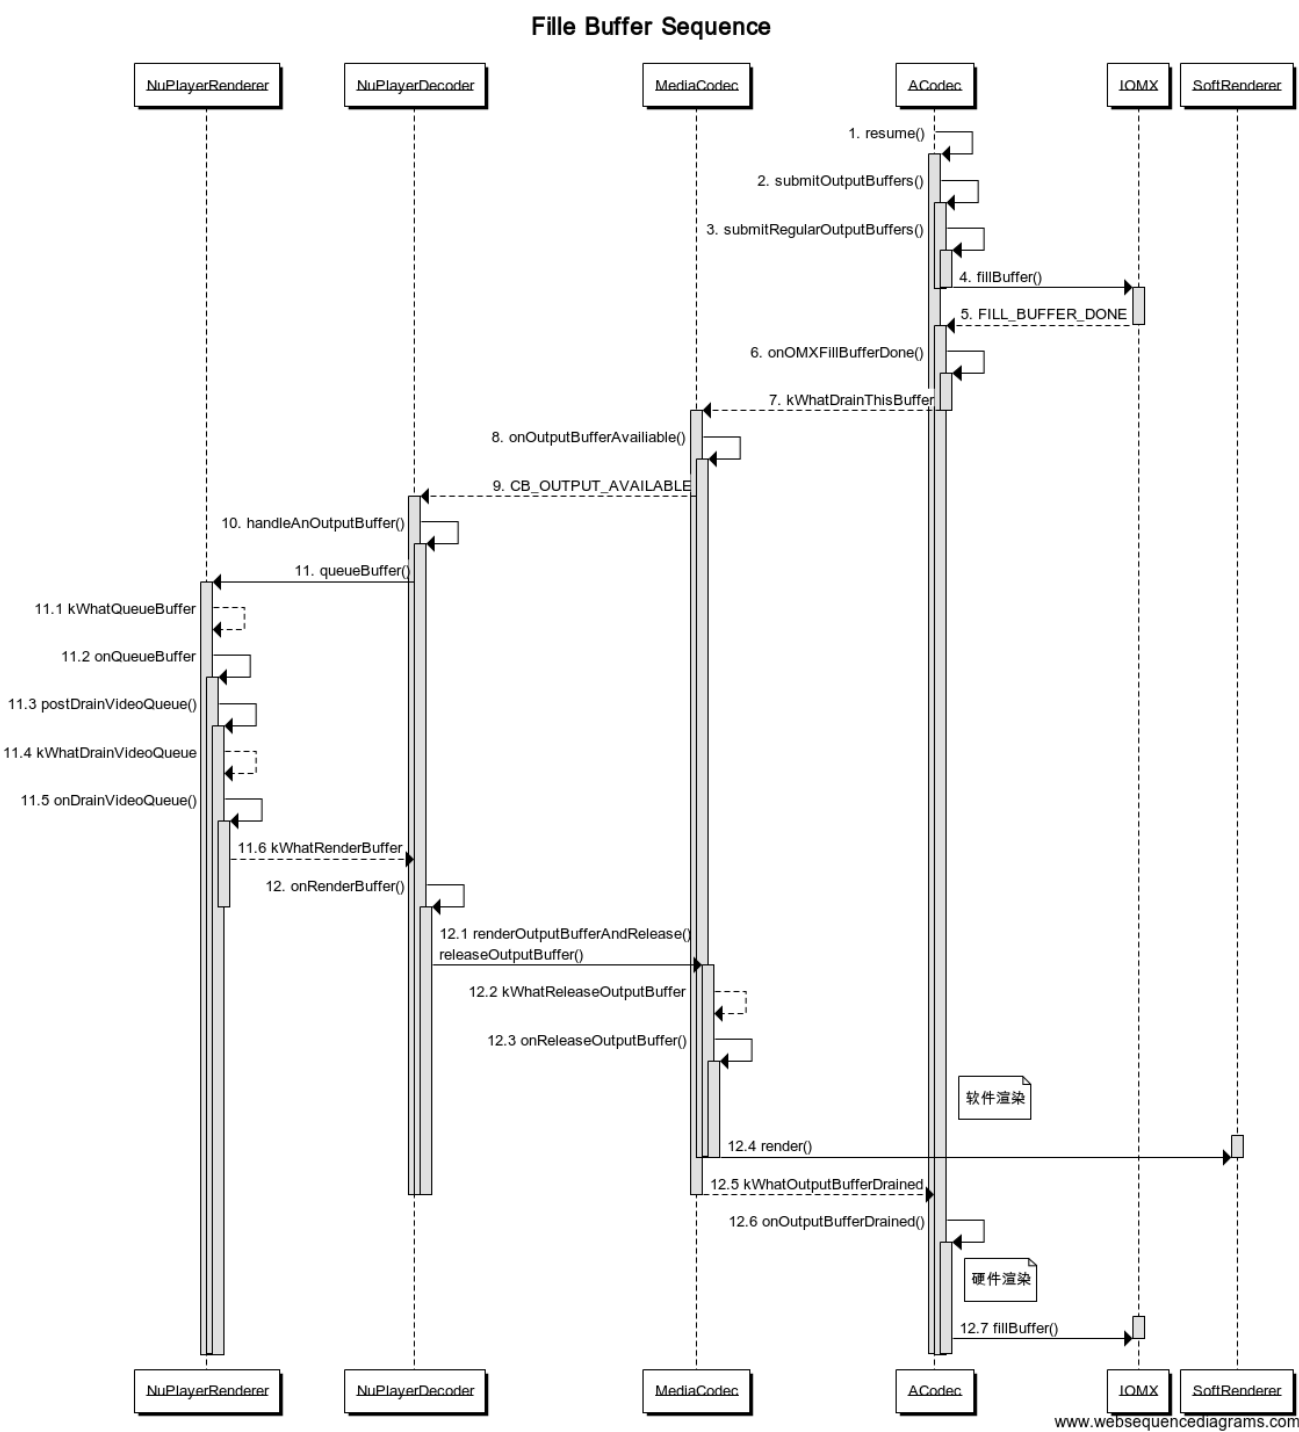 Fille Buffer Sequence
NuPlayerRenderer NuPlayerDecoder MediaCodec ACodec IOMX SoftRenderer
1. resume()
2. submitOutputBuffers()
3. submitRegularOutputBuffers()
4. fillBuffer()
5. FILL_BUFFER_DONE
6. onOMXFillBufferDone()
7. kWhatDrainThisBuffer
8. onOutputBufferAvailiable()
9. CB_OUTPUT_AVAILABLE
10. handleAnOutputBuffer()
11. queueBuffer()
11.1 kWhatQueueBuffer
11.2 onQueueBuffer
11.3 postDrainVideoQueue()
11.4 kWhatDrainVideoQueue
11.5 onDrainVideoQueue()
11.6 kWhatRenderBuffer
12. onRenderBuffer()
12.1 renderOutputBufferAndRelease()
releaseOutputBuffer()
12.2 kWhatReleaseOutputBuffer
12.3 onReleaseOutputBuffer()
软件渲染
12.4 render()
12.5 kWhatOutputBufferDrained
12.6 onOutputBufferDrained()
硬件渲染
12.7 fillBuffer()
NuPlayerRenderer NuPlayerDecoder MediaCodec ACodec IOMX SoftRenderer
www.websequencediagrams.com